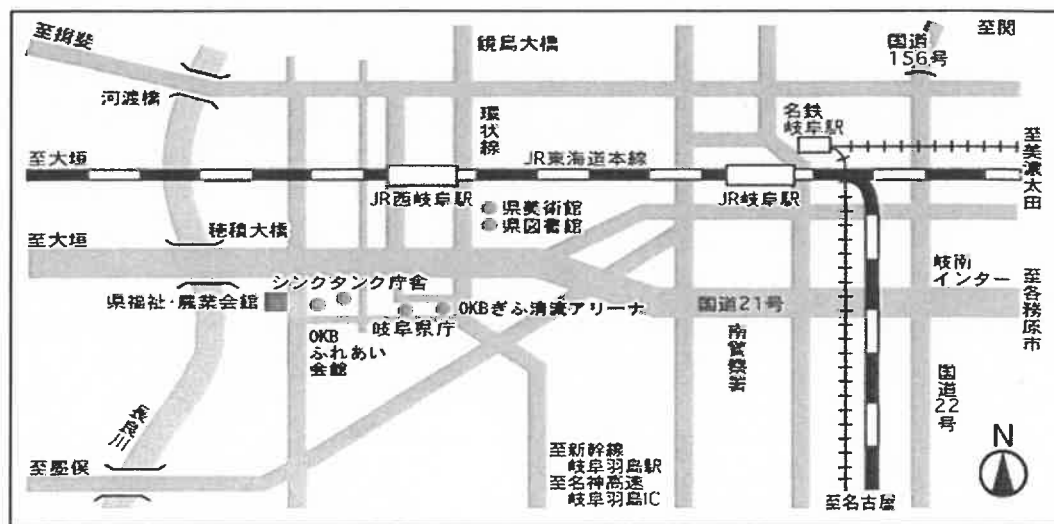 至揖斐
鏡島大橋
国道
156号
至関
河渡橋
環状線
名鉄
岐阜駅
至美濃太田
至大垣
JR東海道本線
JR西岐阜駅
JR岐阜駅
県美術館
県図書館
穂積大橋
至大垣
岐南
インター
シンクタンク庁舎
県福祉・農業会館
OKBぎふ清流アリーナ
国道21号
至各務原市
岐阜県庁
OKB
ふれあい
会館
南警察署
国道22号
長良川
至墨俣
至新幹線
岐阜羽島駅
至名神高速
岐阜羽島IC
至名古屋
N